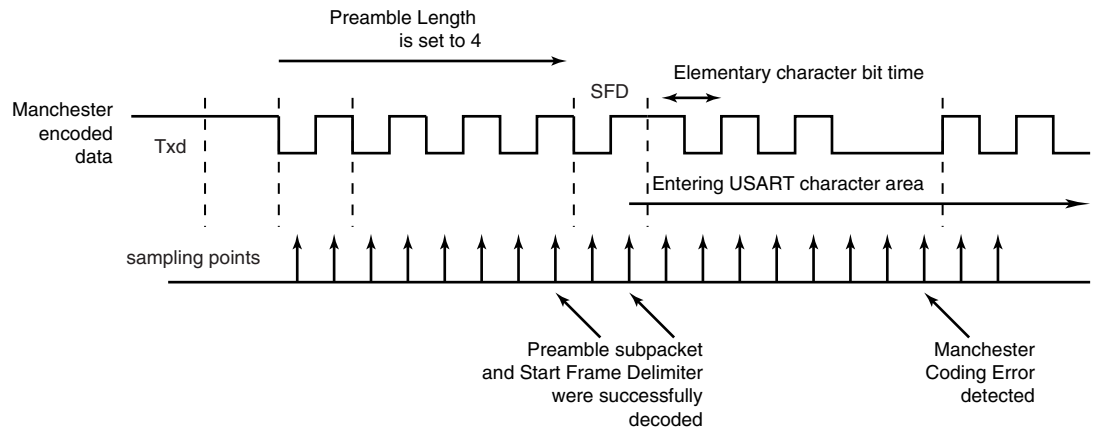 Preamble Length
is set to 4
Elementary character bit time
SFD
Manchester
encoded
data
Txd
Entering USART character area
sampling points
Preamble subpacket
and Start Frame Delimiter
were successfully
decoded
Manchester
Coding Error
detected